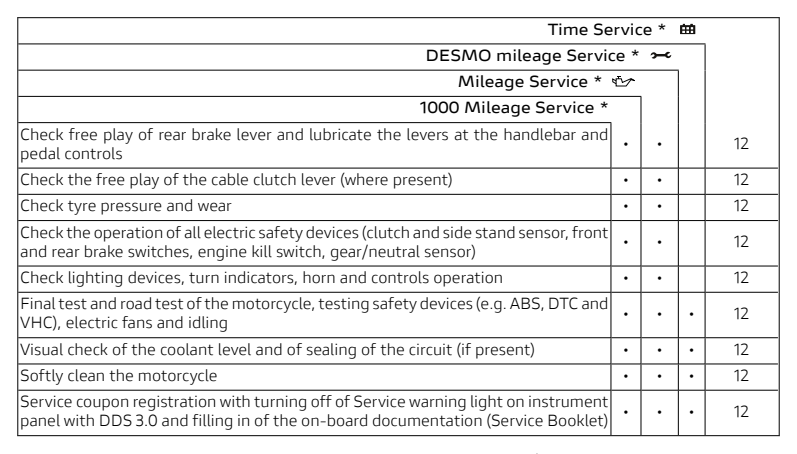 Time Service *
DESMO mileage Service *
Mileage Service *
1000 Mileage Service *
Check free play of rear brake lever and lubricate the levers at the handlebar and
pedal controls • • 12
Check the free play of the cable clutch lever (where present) • • 12
Check tyre pressure and wear • • 12
Check the operation of all electric safety devices (clutch and side stand sensor, front
and rear brake switches, engine kill switch, gear/neutral sensor) • • 12
Check lighting devices, turn indicators, horn and controls operation • • 12
Final test and road test of the motorcycle, testing safety devices (e.g. ABS, DTC and
VHC), electric fans and idling • • • 12
Visual check of the coolant level and of sealing of the circuit (if present) • • • 12
Softly clean the motorcycle • • • 12
Service coupon registration with turning off of Service warning light on instrument
panel with DDS 3.0 and filling in of the on-board documentation (Service Booklet) • • • 12